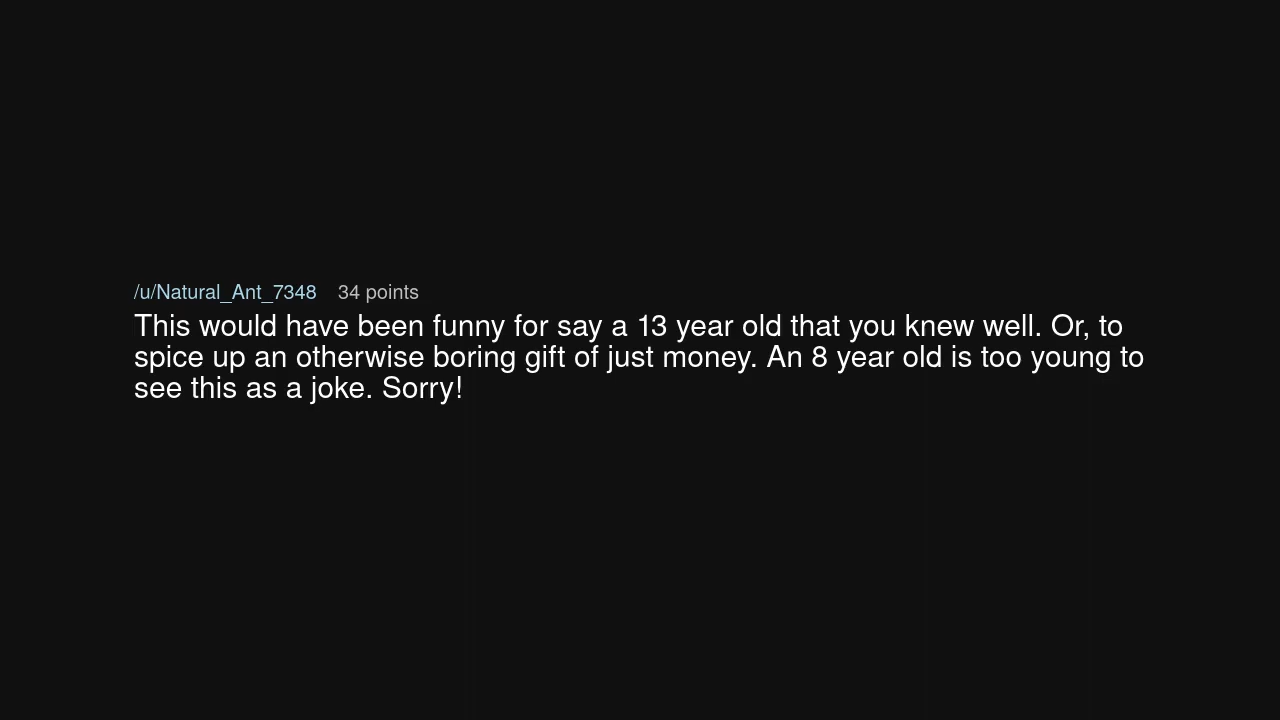 /u/Natural_Ant_7348 34 points
This would have been funny for say a 13 year old that you knew well. Or, to
spice up an otherwise boring gift of just money. An 8 year old is too young to
see this as a joke. Sorry!